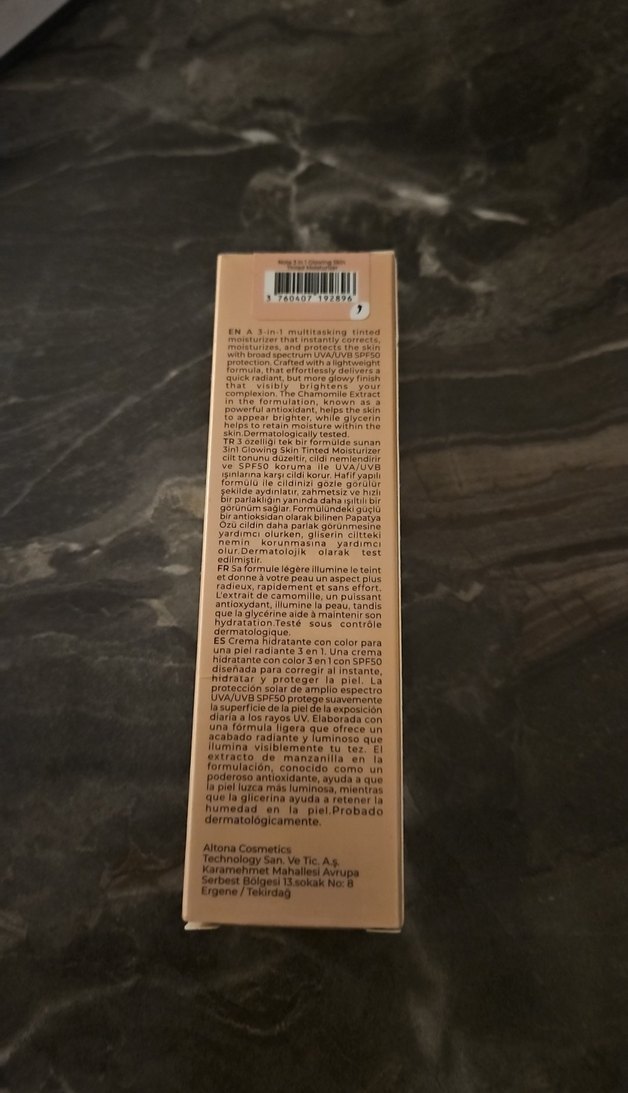 Note 3 in 1 Glowing Skin
Tinted Moisturizer
3 760407 192896
EN A 3-in-1 multitasking tinted
moisturizer that instantly corrects,
moisturizes, and protects the skin
with broad spectrum UVA/UVB SPF50
protection. Crafted with a lightweight
formula, that effortlessly delivers a
quick radiant, but more glowy finish
that visibly brightens your
complexion. The Chamomile Extract
in the formulation, known as a
powerful antioxidant, helps the skin
to appear brighter, while glycerin
helps to retain moisture within the
skin.Dermatologically tested.
TR 3 özelliği tek bir formülde sunan
3in1 Glowing Skin Tinted Moisturizer
cilt tonunu düzeltir, cildi nemlendirir
ve SPF50 koruma ile UVA/UVB
ışınlarına karşı cildi korur. Hafif yapılı
formülü ile cildinizi gözle görülür
şekilde aydınlatır, zahmetsiz ve hızlı
bir parlaklığın yanında daha ışıltılı bir
görünüm sağlar. Formülündeki güçlü
bir antioksidan olarak bilinen Papatya
Özü cildin daha parlak görünmesine
yardımcı olurken, gliserin ciltteki
nemin korunmasına yardımcı
olur.Dermatolojik olarak test
edilmiştir.
FR Sa formule légère illumine le teint
et donne à votre peau un aspect plus
radieux, rapidement et sans effort.
L'extrait de camomille, un puissant
antioxydant, illumine la peau, tandis
que la glycérine aide à maintenir son
hydratation.Testé sous contrôle
dermatologique.
ES Crema hidratante con color para
una piel radiante 3 en 1. Una crema
hidratante con color 3 en 1 con SPF50
diseñada para corregir al instante,
hidratar y proteger la piel. La
protección solar de amplio espectro
UVA/UVB SPF50 protege suavemente
la superficie de la piel de la exposición
diaria a los rayos UV. Elaborada con
una fórmula ligera que ofrece un
acabado radiante y luminoso que
ilumina visiblemente tu tez. El
extracto de manzanilla en la
formulación, conocido como un
poderoso antioxidante, ayuda a que
la piel luzca más luminosa, mientras
que la glicerina ayuda a retener la
humedad en la piel.Probado
dermatológicamente.
Altona Cosmetics
Technology San. Ve Tic. A.ş.
Karamehmet Mahallesi Avrupa
Serbest Bölgesi 13.sokak No: 8
Ergene / Tekirdağ